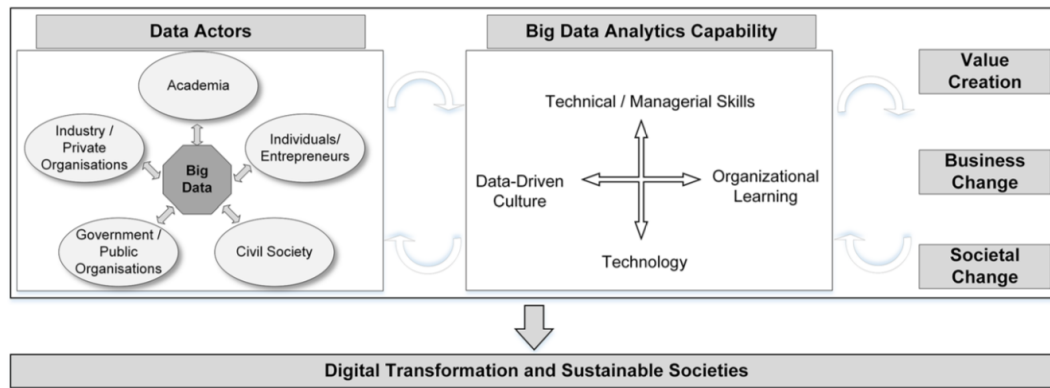 Data Actors
Academia
Industry /
Private
Organisations
Individuals/
Entrepreneurs
Big
Data
Government /
Public
Organisations
Civil Society
Big Data Analytics Capability
Technical / Managerial Skills
Data-Driven
Culture
Organizational
Learning
Technology
Value
Creation
Business
Change
Societal
Change
Digital Transformation and Sustainable Societies